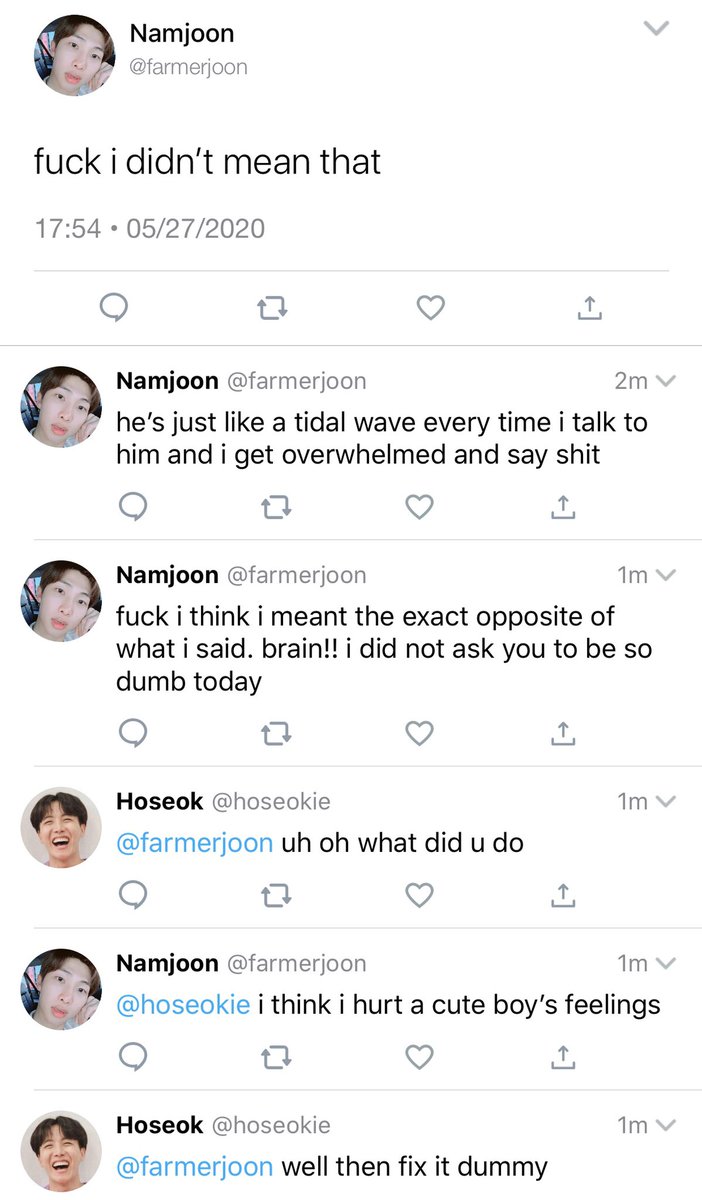 Namjoon
@farmerjoon
fuck i didn’t mean that
17:54 • 05/27/2020
Namjoon @farmerjoon 2m
he’s just like a tidal wave every time i talk to
him and i get overwhelmed and say shit
Namjoon @farmerjoon 1m
fuck i think i meant the exact opposite of
what i said. brain!! i did not ask you to be so
dumb today
Hoseok @hoseokie 1m
@farmerjoon uh oh what did u do
Namjoon @farmerjoon 1m
@hoseokie i think i hurt a cute boy’s feelings
Hoseok @hoseokie 1m
@farmerjoon well then fix it dummy